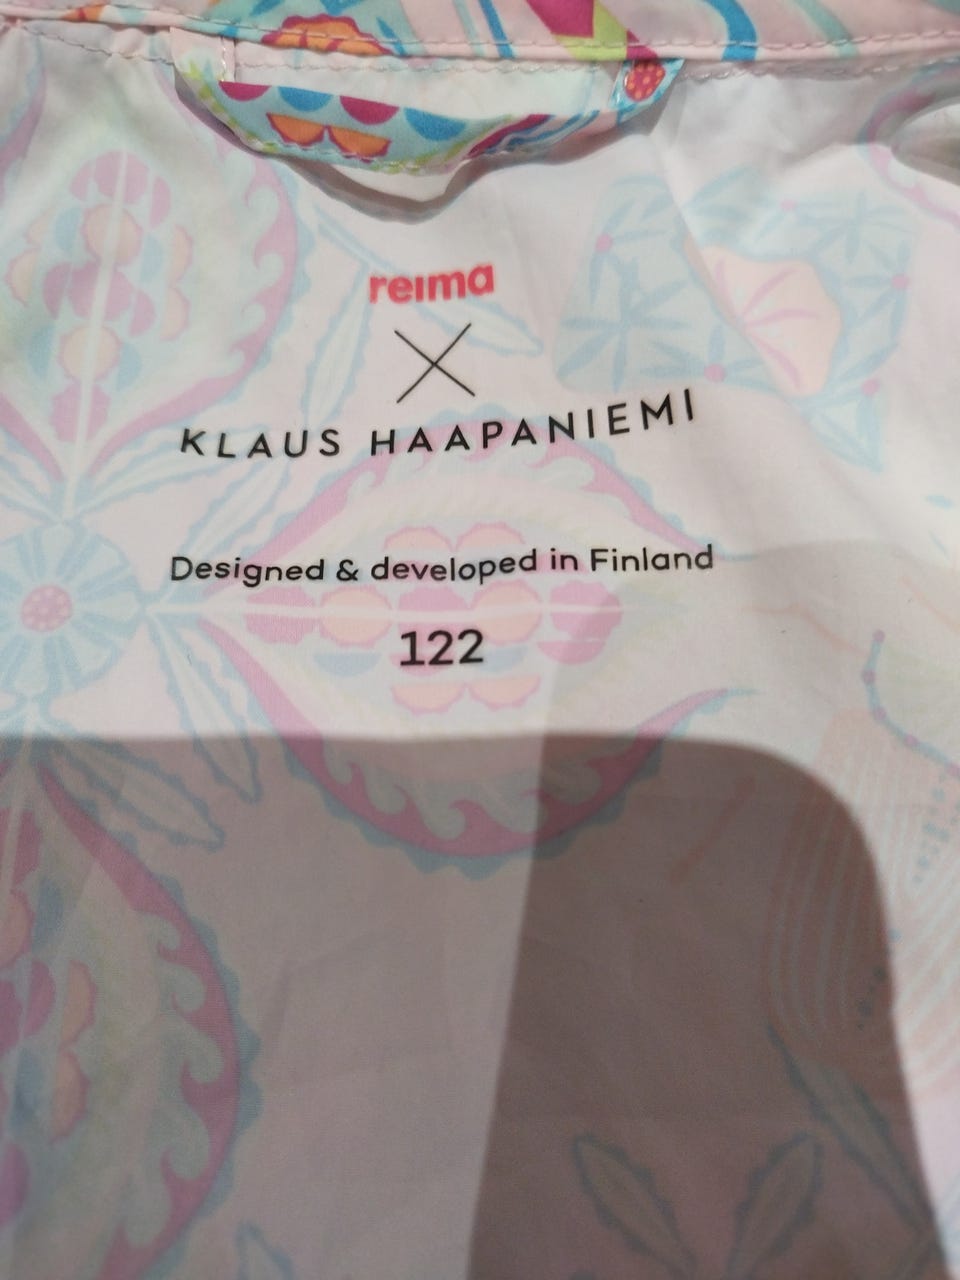 reima
X
KLAUS HAAPANIEMI
Designed & developed in Finland
122